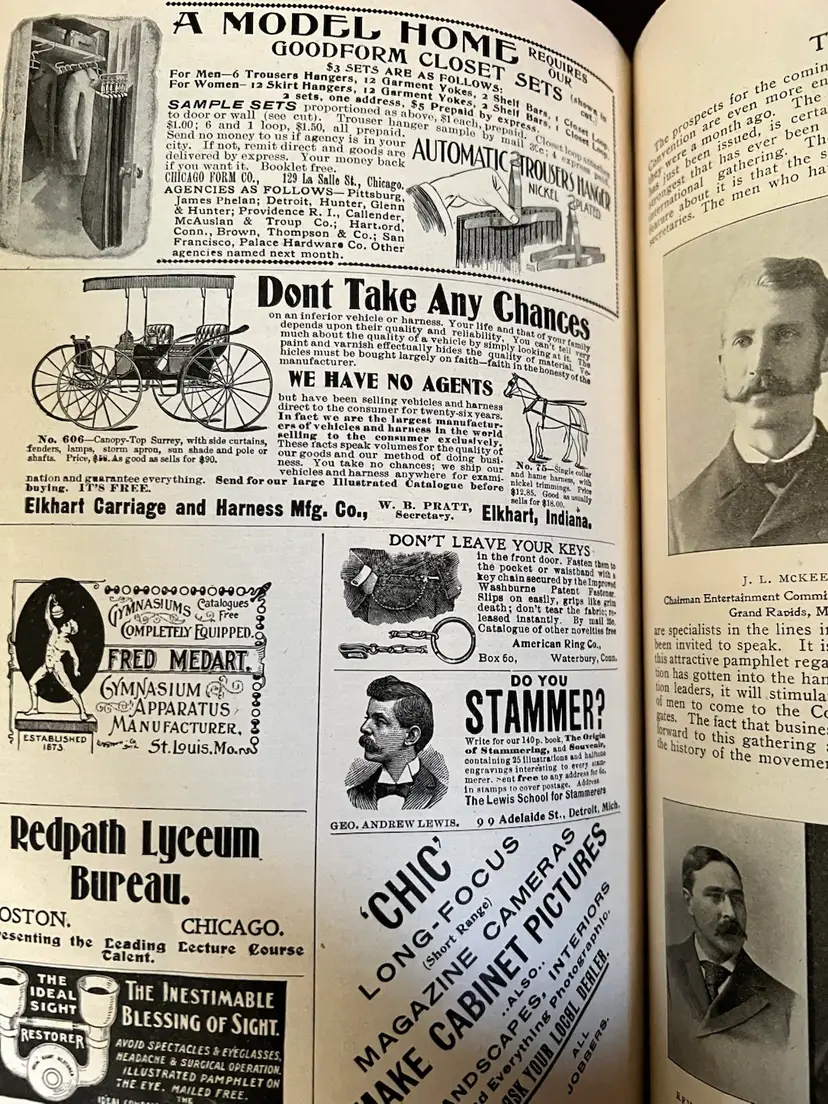 A MODEL HOME REQUIRES
OUR
GOODFORM CLOSET SETS
$3 SETS ARE AS FOLLOWS: (shown in
For Men—6 Trousers Hangers, 12 Garment Yokes, 2 Shelf Bars, 1 Closet Loop.
For Women—12 Skirt Hangers, 12 Garment Yokes, 2 Shelf Bars, 1 Closet Loop.
2 sets, one address, $5 Prepaid by express.
SAMPLE SETS proportioned as above, $1 each, prepaid. Closet loop attaching
to door or wall (see cut). Trouser hanger sample by mail
$1.00; 6 and 1 loop, $1.50, all prepaid.
Send no money to us if agency is in your
city. If not, remit direct and goods are
delivered by express. Your money back
if you want it. Booklet free.
CHICAGO FORM CO., 129 La Salle St., Chicago.
AGENCIES AS FOLLOWS—Pittsburg,
James Phelan; Detroit, Hunter, Glenn
& Hunter; Providence R. I., Callender,
McAuslan & Troup Co.; Hartford,
Conn., Brown, Thompson & Co.; San
Francisco, Palace Hardware Co. Other
agencies named next month.
AUTOMATIC TROUSERS HANGER
NICKEL PLATED
Dont Take Any Chances
on an inferior vehicle or harness. Your life and that of your family
depends upon their quality and reliability. You can't tell very
much about the quality of a vehicle by simply looking at it. The
paint and varnish effectually hides the quality of material. Ve-
hicles must be bought largely on faith—faith in the honesty of the
manufacturer.
WE HAVE NO AGENTS
but have been selling vehicles and harness
direct to the consumer for twenty-six years.
In fact we are the largest manufactur-
ers of vehicles and harness in the world
selling to the consumer exclusively.
These facts speak volumes for the quality of
our goods and our method of doing busi-
ness. You take no chances; we ship our
vehicles and harness anywhere for exami-
nation and guarantee everything. Send for our large Illustrated Catalogue before
buying. IT'S FREE.
No. 606—Canopy-Top Surrey, with side curtains,
fenders, lamps, storm apron, sun shade and pole or
shafts. Price, As good as sells for $90.
No. 75—Single collar
and hame harness, with
nickel trimmings. Price
$12.85. Good as usually
sells for $18.00.
Elkhart Carriage and Harness Mfg. Co., W. B. PRATT, Secretary. Elkhart, Indiana.
GYMNASIUMS Catalogues Free
COMPLETELY EQUIPPED.
FRED MEDART.
GYMNASIUM
APPARATUS
MANUFACTURER,
St. Louis, Mo.
ESTABLISHED
1873.
DON'T LEAVE YOUR KEYS
in the front door. Fasten them to
the pocket or waistband with a
key chain secured by the Improved
Washburne Patent Fastener.
Slips on easily, grips like grim
death; don't tear the fabric; re-
leased instantly. By mail
Catalogue of other novelties free
American Ring Co.,
Box 60, Waterbury, Conn.
DO YOU
STAMMER?
Write for our 140 p. book, The Origin
of Stammering, and Souvenir,
containing 25 illustrations and halftone
engravings interesting to every stam-
merer. Sent free to any address for 6c.
in stamps to cover postage. Address
The Lewis School for Stammerers
99 Adelaide St., Detroit, Mich.
GEO. ANDREW LEWIS.
Redpath Lyceum
Bureau.
OSTON. CHICAGO.
esenting the Leading Lecture Course
Talent.
'CHIC'
LONG-FOCUS
(Short Range)
MAGAZINE CAMERAS
MAKE CABINET PICTURES
..ALSO..
LANDSCAPES, INTERIORS
and Everything Photographic.
ASK YOUR LOCAL DEALER.
ALL
JOBBERS.
THE
IDEAL
SIGHT
RESTORER
THE INESTIMABLE
BLESSING OF SIGHT.
AVOID SPECTACLES & EYEGLASSES,
HEADACHE & SURGICAL OPERATION.
ILLUSTRATED PAMPHLET ON
THE EYE. MAILED FREE.
THE
IDEAL
T
The prospects for the comin
Convention are even more en
they were a month ago. The
has just been issued, is certa
strongest that has ever been
international gathering. Th
feature about it is that the s
secretaries. The men who ha
J. L. McKEE
Chairman Entertainment Commi
Grand Rapids, M
are specialists in the lines i
been invited to speak. It is
this attractive pamphlet rega
tion has gotten into the han
tion leaders, it will stimula
of men to come to the Co
gates. The fact that busine
forward to this gathering
the history of the movemen